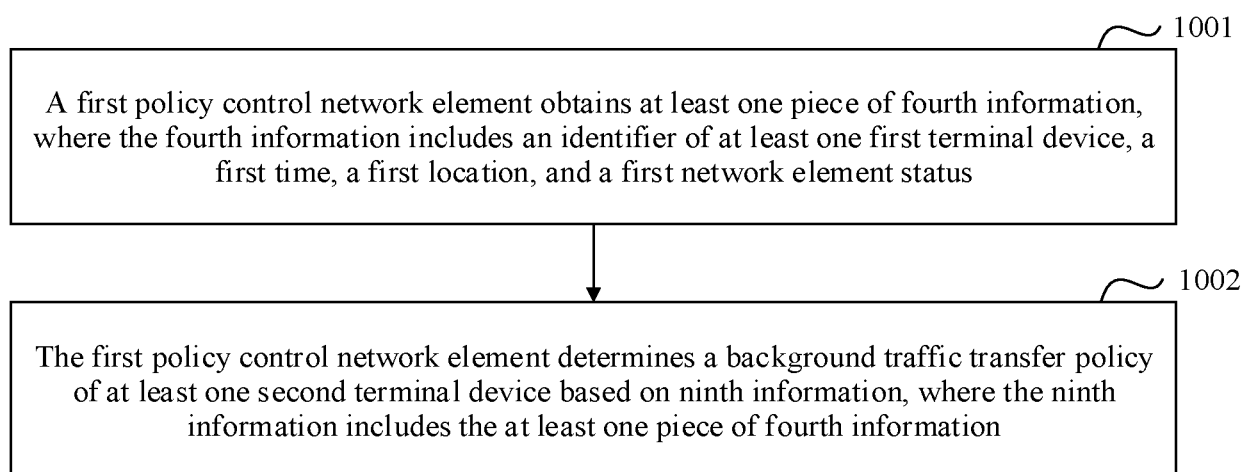 1001
A first policy control network element obtains at least one piece of fourth information,
where the fourth information includes an identifier of at least one first terminal device, a
first time, a first location, and a first network element status
1002
The first policy control network element determines a background traffic transfer policy
of at least one second terminal device based on ninth information, where the ninth
information includes the at least one piece of fourth information